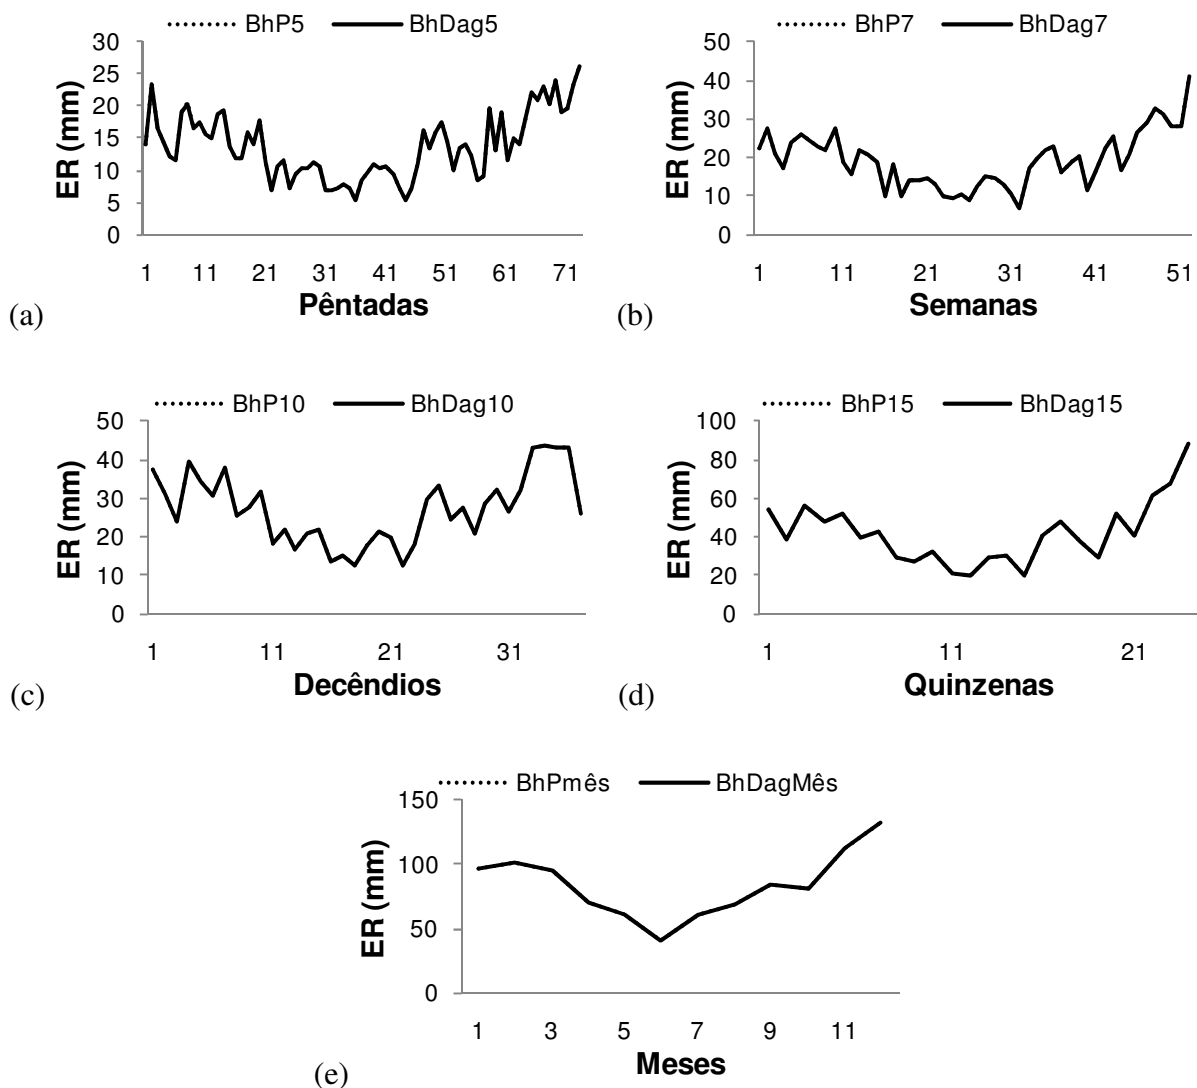 BhP5 BhDag5
30
25
20
15
10
5
0
ER (mm)
1 11 21 31 41 51 61 71
Pêntadas
(a)
BhP7 BhDag7
50
40
30
20
10
0
ER (mm)
1 11 21 31 41 51
Semanas
(b)
BhP10 BhDag10
50
40
30
20
10
0
ER (mm)
1 11 21 31
Decêndios
(c)
BhP15 BhDag15
100
80
60
40
20
0
ER (mm)
1 11 21
Quinzenas
(d)
BhPmês BhDagMês
150
100
50
0
ER (mm)
1 3 5 7 9 11
Meses
(e)